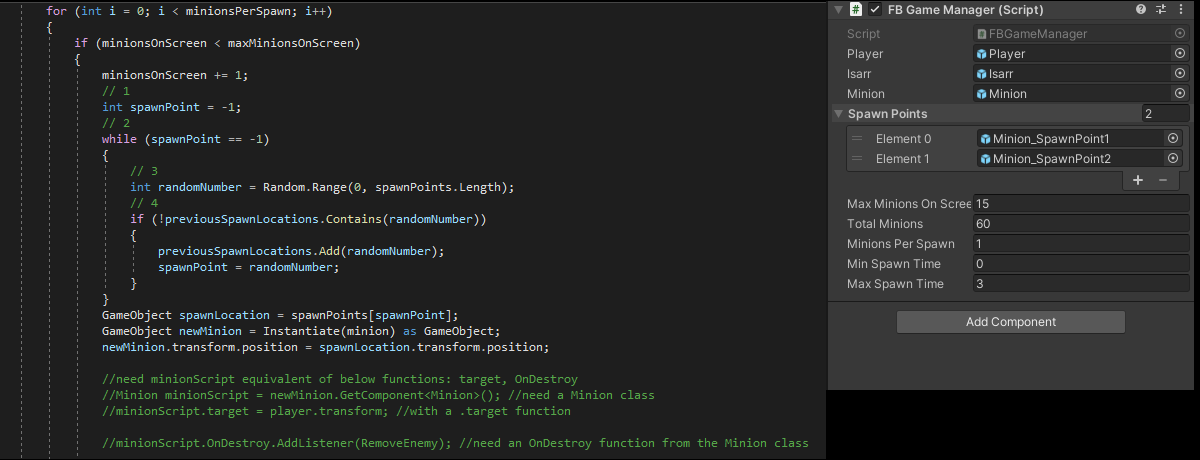 for (int i = 0; i < minionsPerSpawn; i++)
{
if (minionsOnScreen < maxMinionsOnScreen)
{
minionsOnScreen += 1;
// 1
int spawnPoint = -1;
// 2
while (spawnPoint == -1)
{
// 3
int randomNumber = Random.Range(0, spawnPoints.Length);
// 4
if (!previousSpawnLocations.Contains(randomNumber))
{
previousSpawnLocations.Add(randomNumber);
spawnPoint = randomNumber;
}
}
GameObject spawnLocation = spawnPoints[spawnPoint];
GameObject newMinion = Instantiate(minion) as GameObject;
newMinion.transform.position = spawnLocation.transform.position;
//need minionScript equivalent of below functions: target, OnDestroy
//Minion minionScript = newMinion.GetComponent<Minion>(); //need a Minion class
//minionScript.target = player.transform; //with a .target function
//minionScript.OnDestroy.AddListener(RemoveEnemy); //need an OnDestroy function from the Minion class
# FB Game Manager (Script)
Script #FBGameManager
Player Player
Isarr Isarr
Minion Minion
Spawn Points 2
Element 0 Minion_SpawnPoint1
Element 1 Minion_SpawnPoint2
+ −
Max Minions On Scree 15
Total Minions 60
Minions Per Spawn 1
Min Spawn Time 0
Max Spawn Time 3
Add Component